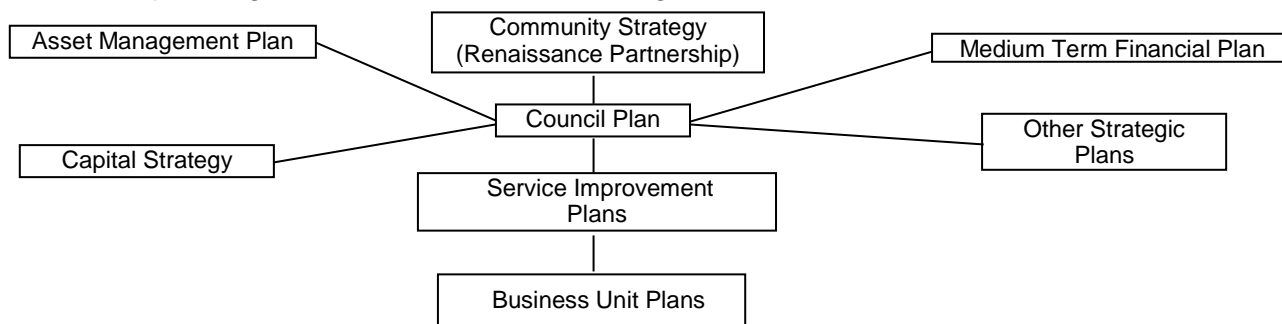 Community Strategy
(Renaissance Partnership)
Asset Management Plan
Medium Term Financial Plan
Council Plan
Other Strategic
Plans
Capital Strategy
Service Improvement
Plans
Business Unit Plans